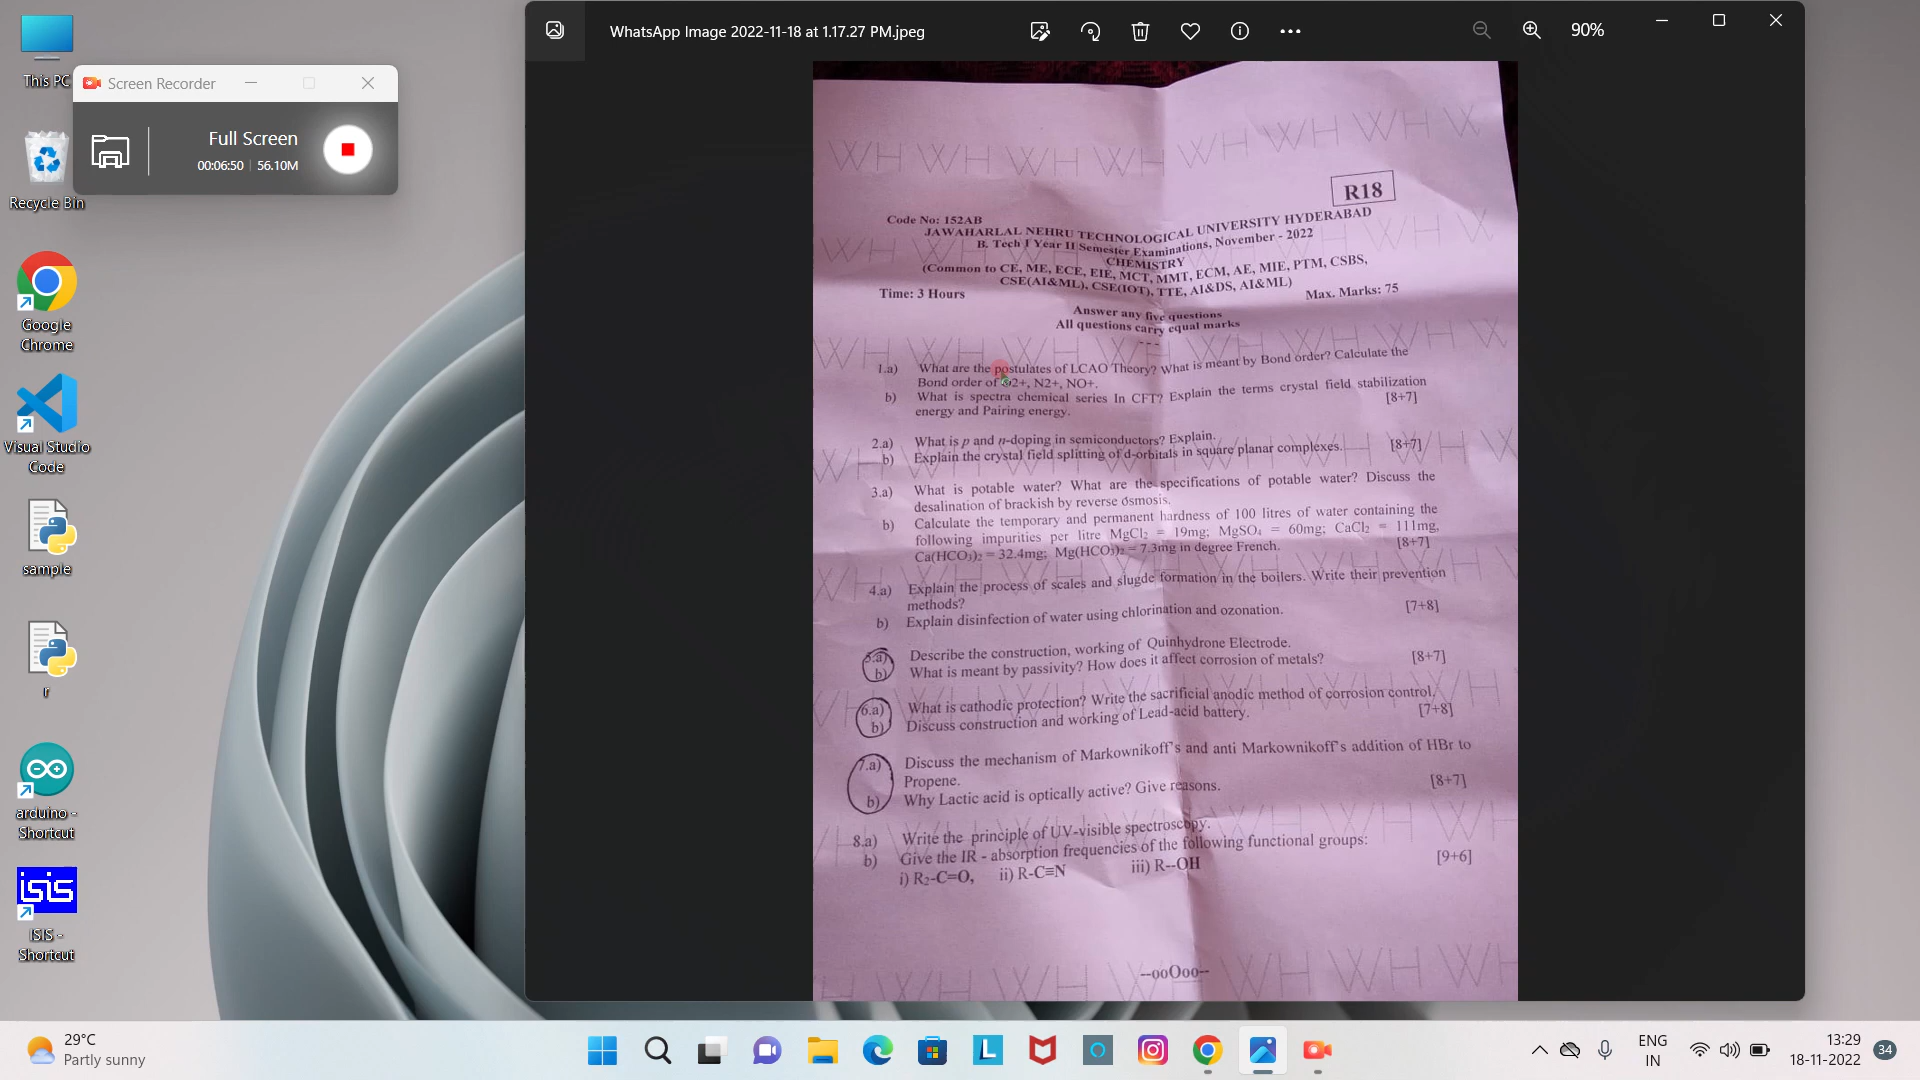 This PC
Recycle Bin
Google
Chrome
Visual Studio
Code
sample
r
arduino -
Shortcut
ISIS
ISIS -
Shortcut
Screen Recorder
Full Screen
00:06:50 | 56.10M
WhatsApp Image 2022-11-18 at 1.17.27 PM.jpeg
90%
WH WH WH WH WH WH WH W
R18
Code No: 152AB
JAWAHARLAL NEHRU TECHNOLOGICAL UNIVERSITY HYDERABAD
B. Tech I Year II Semester Examinations, November - 2022
CHEMISTRY
(Common to CE, ME, ECE, EIE, MCT, MMT, ECM, AE, MIE, PTM, CSBS,
CSE(AI&ML), CSE(IOT), TTE, AI&DS, AI&ML)
Time: 3 Hours Max. Marks: 75
Answer any five questions
All questions carry equal marks
- - -
1.a) What are the postulates of LCAO Theory? What is meant by Bond order? Calculate the
Bond order of O2+, N2+, NO+.
b) What is spectra chemical series In CFT? Explain the terms crystal field stabilization
energy and Pairing energy. [8+7]
2.a) What is p and n-doping in semiconductors? Explain.
b) Explain the crystal field splitting of d-orbitals in square planar complexes. [8+7]
3.a) What is potable water? What are the specifications of potable water? Discuss the
desalination of brackish by reverse osmosis.
b) Calculate the temporary and permanent hardness of 100 litres of water containing the
following impurities per litre MgCl₂ = 19mg; MgSO₄ = 60mg; CaCl₂ = 111mg,
Ca(HCO₃)₂ = 32.4mg; Mg(HCO₃)₂ = 7.3mg in degree French. [8+7]
4.a) Explain the process of scales and slugde formation in the boilers. Write their prevention
methods?
b) Explain disinfection of water using chlorination and ozonation. [7+8]
5.a) Describe the construction, working of Quinhydrone Electrode.
b) What is meant by passivity? How does it affect corrosion of metals? [8+7]
6.a) What is cathodic protection? Write the sacrificial anodic method of corrosion control.
b) Discuss construction and working of Lead-acid battery. [7+8]
7.a) Discuss the mechanism of Markownikoff's and anti Markownikoff's addition of HBr to
Propene.
b) Why Lactic acid is optically active? Give reasons. [8+7]
8.a) Write the principle of UV-visible spectroscopy.
b) Give the IR - absorption frequencies of the following functional groups:
i) R₂-C=O, ii) R-C≡N iii) R--OH [9+6]
--ooOoo--
29°C
Partly sunny
ENG
IN
13:29
18-11-2022
34